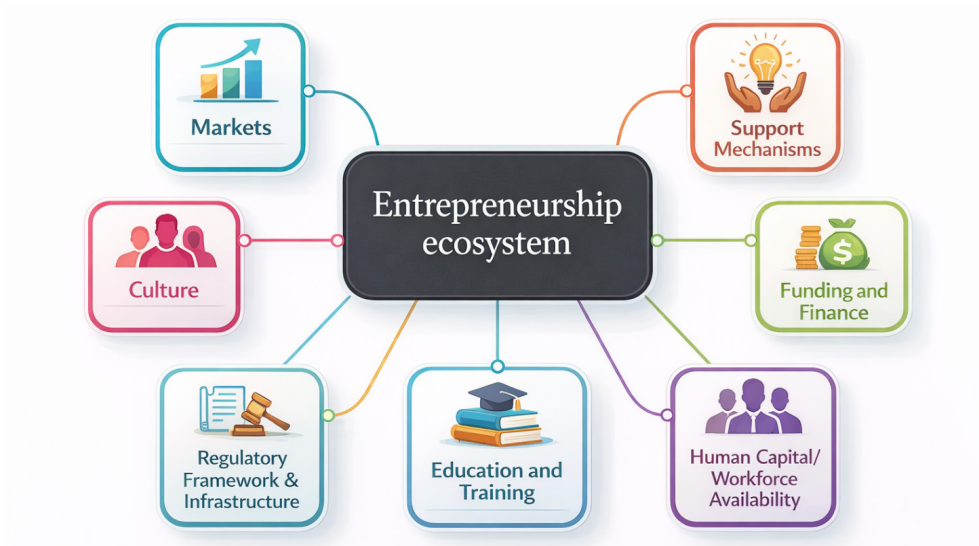 Entrepreneurship
ecosystem
Markets
Support
Mechanisms
Culture
$
Funding and
Finance
Regulatory
Framework &
Infrastructure
Education and
Training
Human Capital/
Workforce
Availability